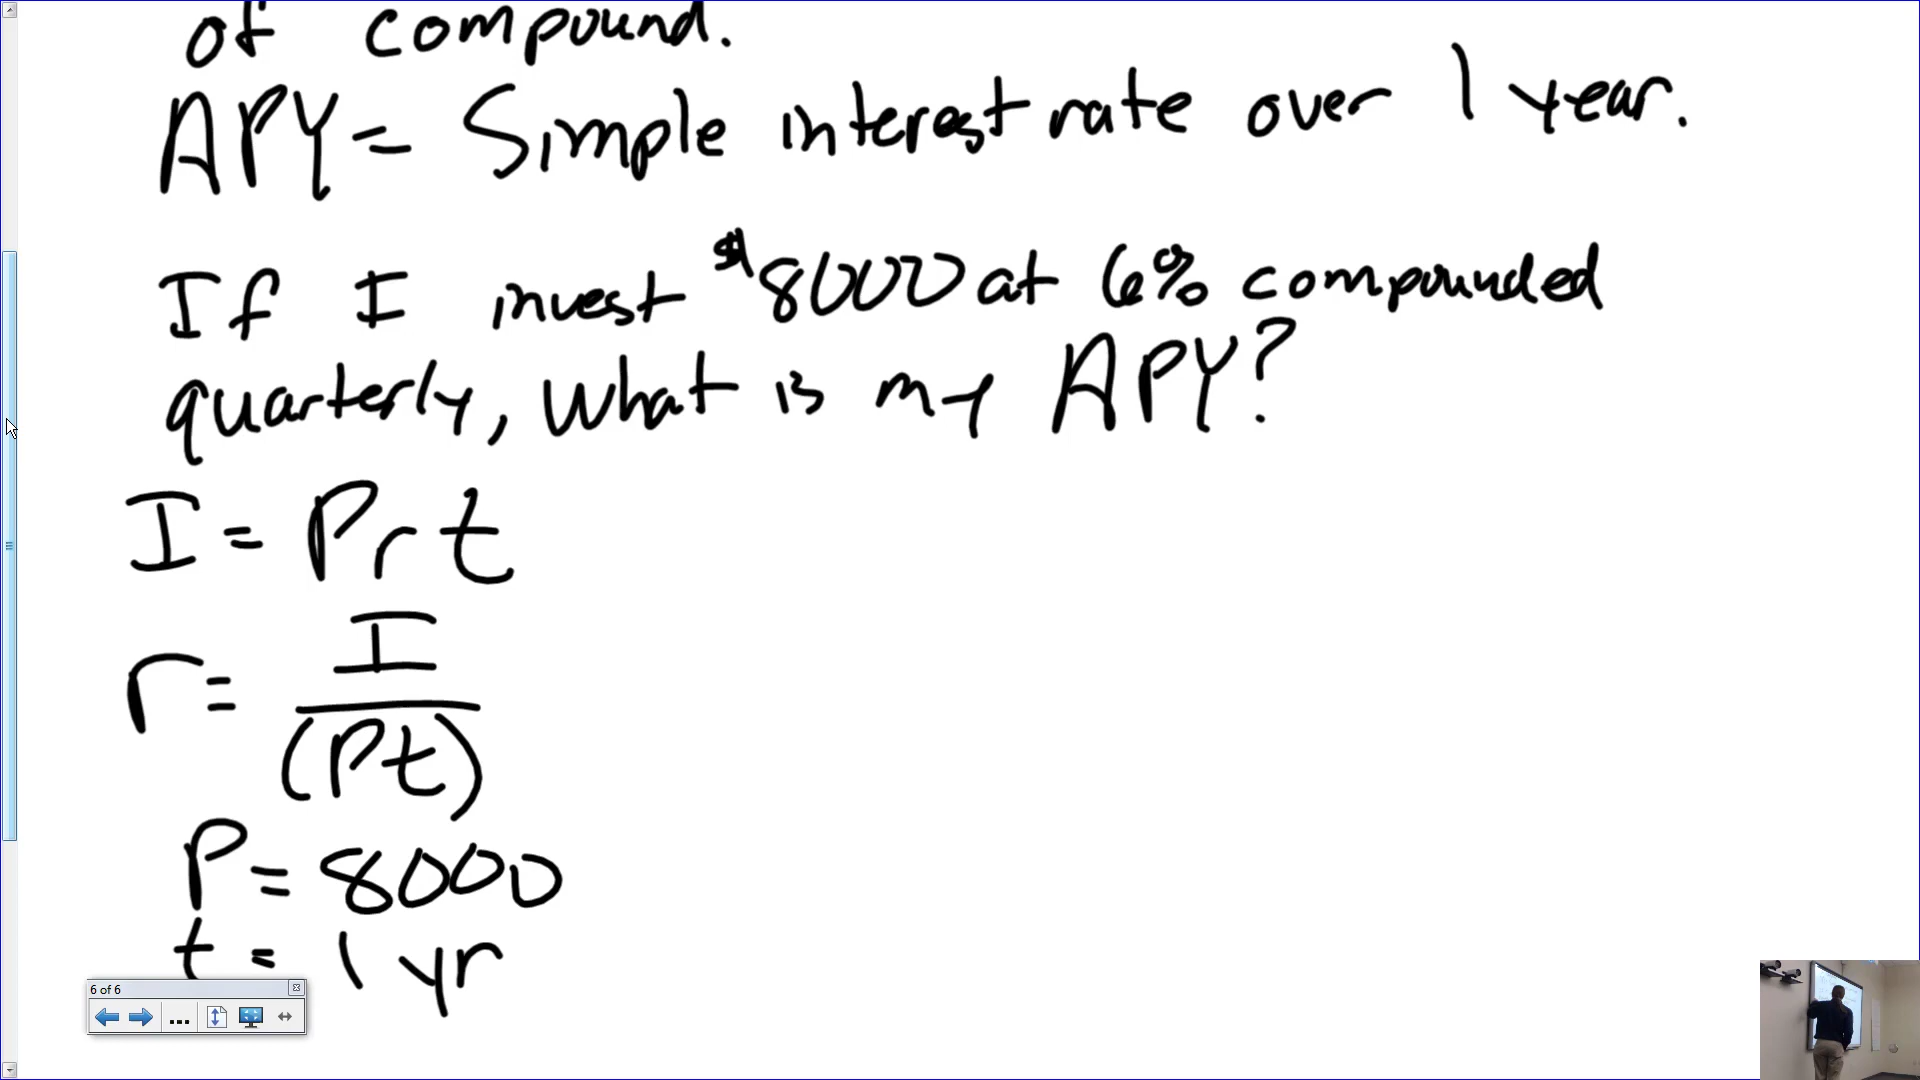 of compound.
APY = Simple interest rate over 1 year.
If I invest $8000 at 6% compounded
quarterly, what is my APY?
I = Prt
r = I
(Pt)
P = 8000
t = 1 yr
6 of 6
...